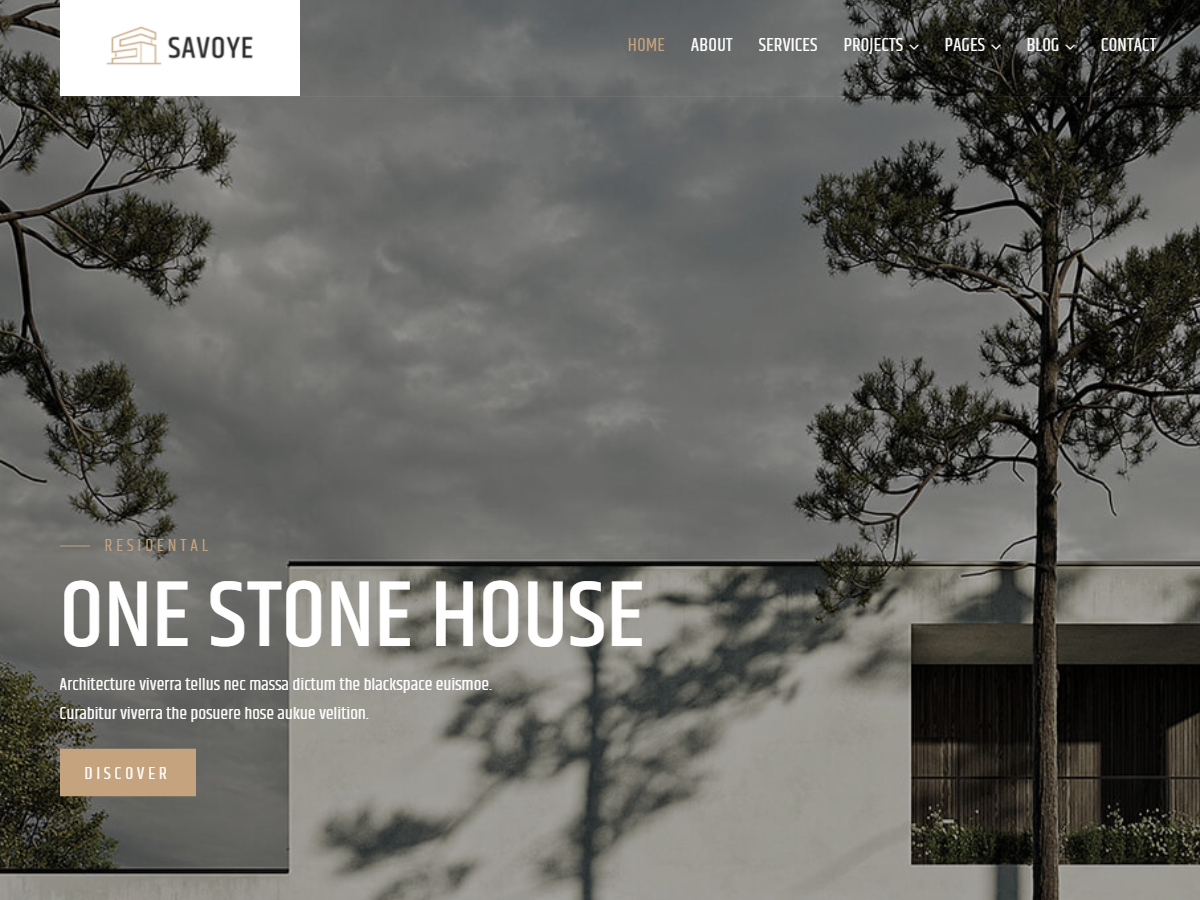 SAVOYE
HOME ABOUT SERVICES PROJECTS PAGES BLOG CONTACT
RESIDENTAL
ONE STONE HOUSE
Architecture viverra tellus nec massa dictum the blackspace euismoe.
Curabitur viverra the posuere hose aukue velition.
DISCOVER